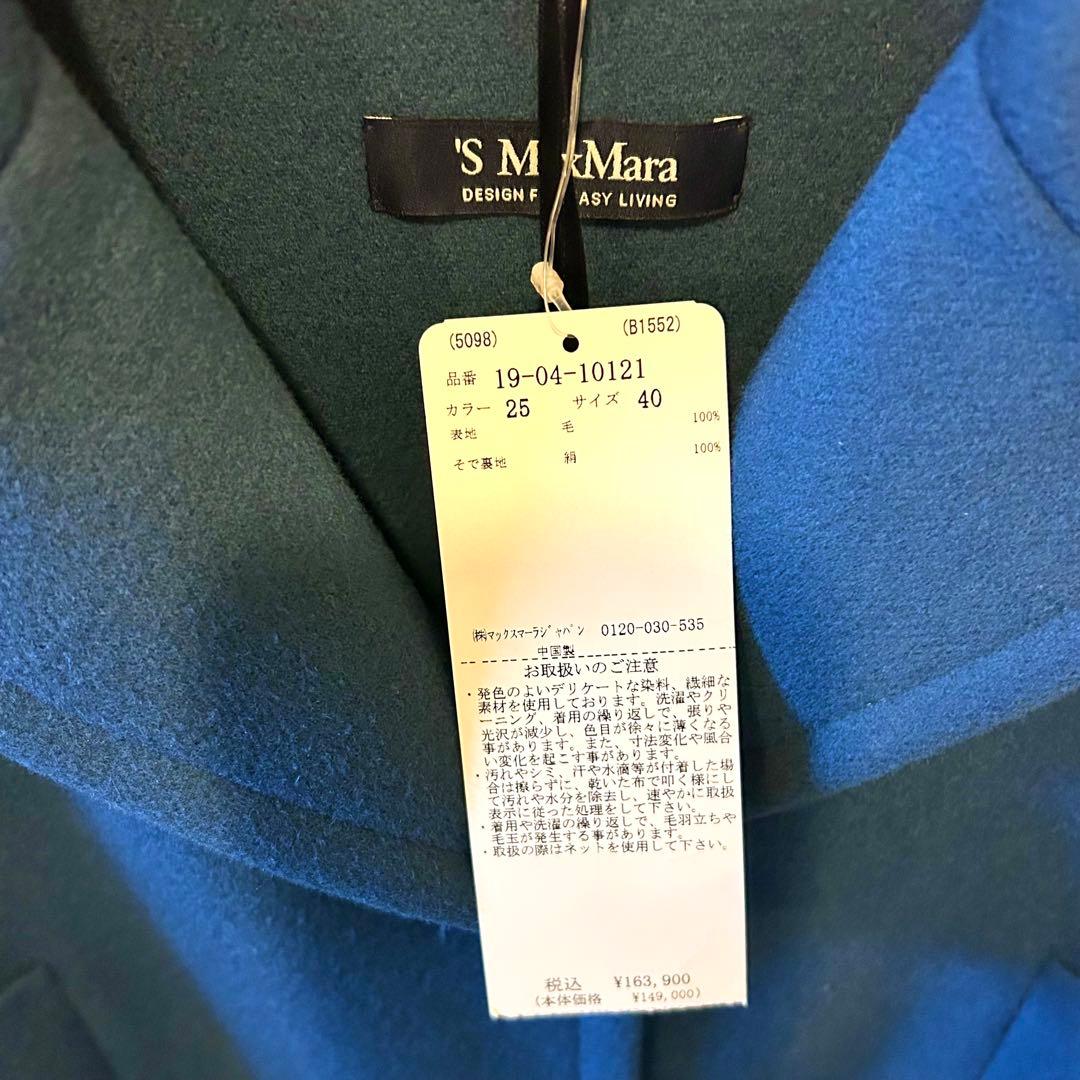 'S M xMara
DESIGN F ASY LIVING
(5098) (B1552)
品番 19-04-10121
カラー 25 サイズ 40
表地 毛 100%
そで裏地 絹 100%
㈱マックスマーラジャパン 0120-030-535
中国製
お取扱いのご注意
・発色のよいデリケートな染料、繊細な
素材を使用しております。洗濯やクリ
ーニング、着用の繰り返しで、張りや
光沢が減少し、色目が徐々に薄くなる
事があります。また、寸法変化や風合
い変化を起こす事があります。
・汚れやシミ、汗や水滴等が付着した場
合は擦らずに、乾いた布で叩く様にし
て汚れや水分を除去し、速やかに取扱
表示に従った処理をして下さい。
・着用や洗濯の繰り返しで、毛羽立ちや
毛玉が発生する事があります。
・取扱の際はネットを使用して下さい。
税込 ¥163,900
(本体価格 ¥149,000)